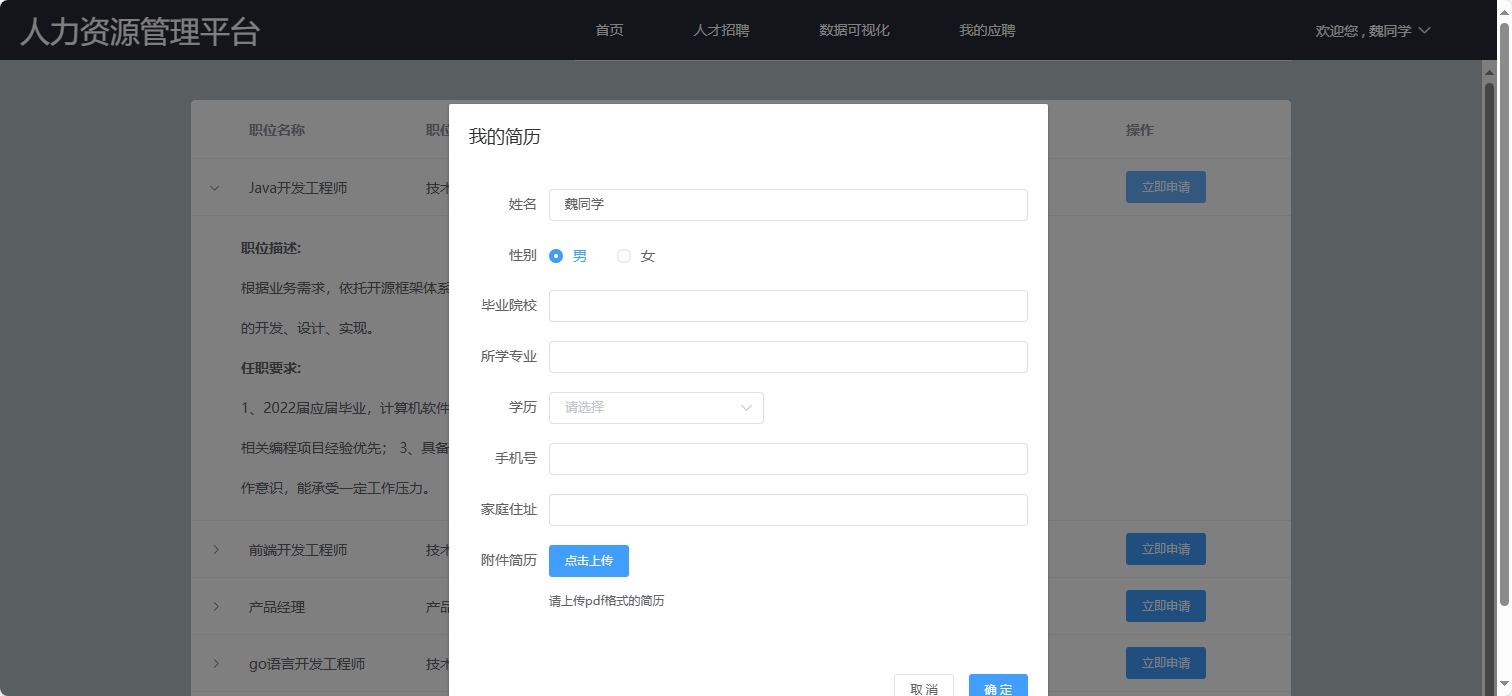 人力资源管理平台
首页
人才招聘
数据可视化
我的应聘
欢迎您 , 魏同学
职位名称
职位
操作
Java开发工程师
技术
立即申请
职位描述:
根据业务需求，依托开源框架体系
的开发、设计、实现。
任职要求:
1、2022届应届毕业，计算机软件
相关编程项目经验优先； 3、具备
作意识，能承受一定工作压力。
前端开发工程师
技术
立即申请
产品经理
产品
立即申请
go语言开发工程师
技术
立即申请
我的简历
姓名
魏同学
性别
男
女
毕业院校
所学专业
学历
请选择
手机号
家庭住址
附件简历
点击上传
请上传pdf格式的简历
取 消
确 定